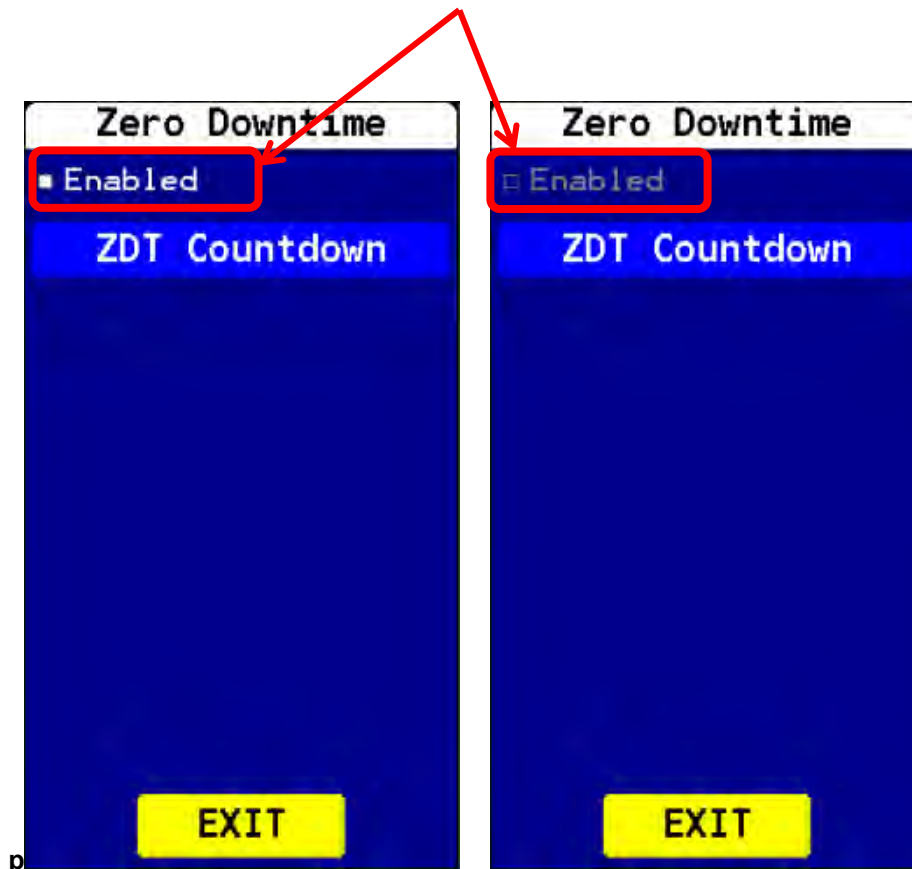 Zero Downtime
Enabled
ZDT Countdown
EXIT
Zero Downtime
Enabled
ZDT Countdown
EXIT
p